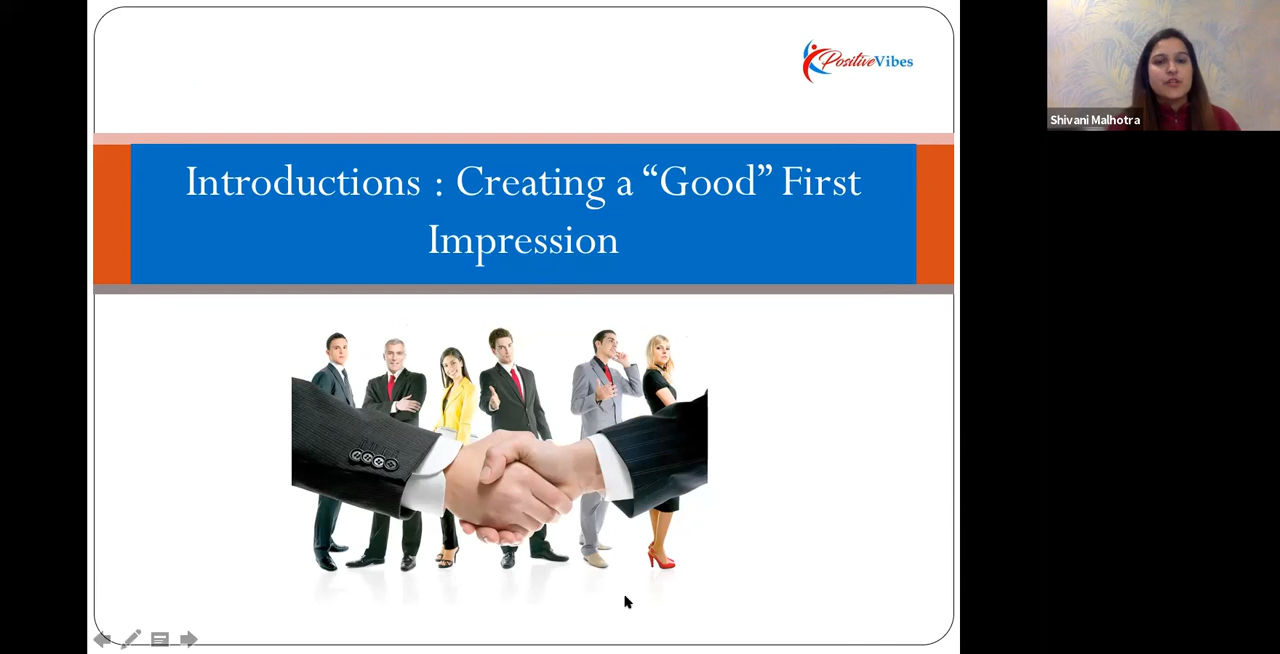 PositiveVibes
Shivani Malhotra
Introductions : Creating a “Good” First
Impression